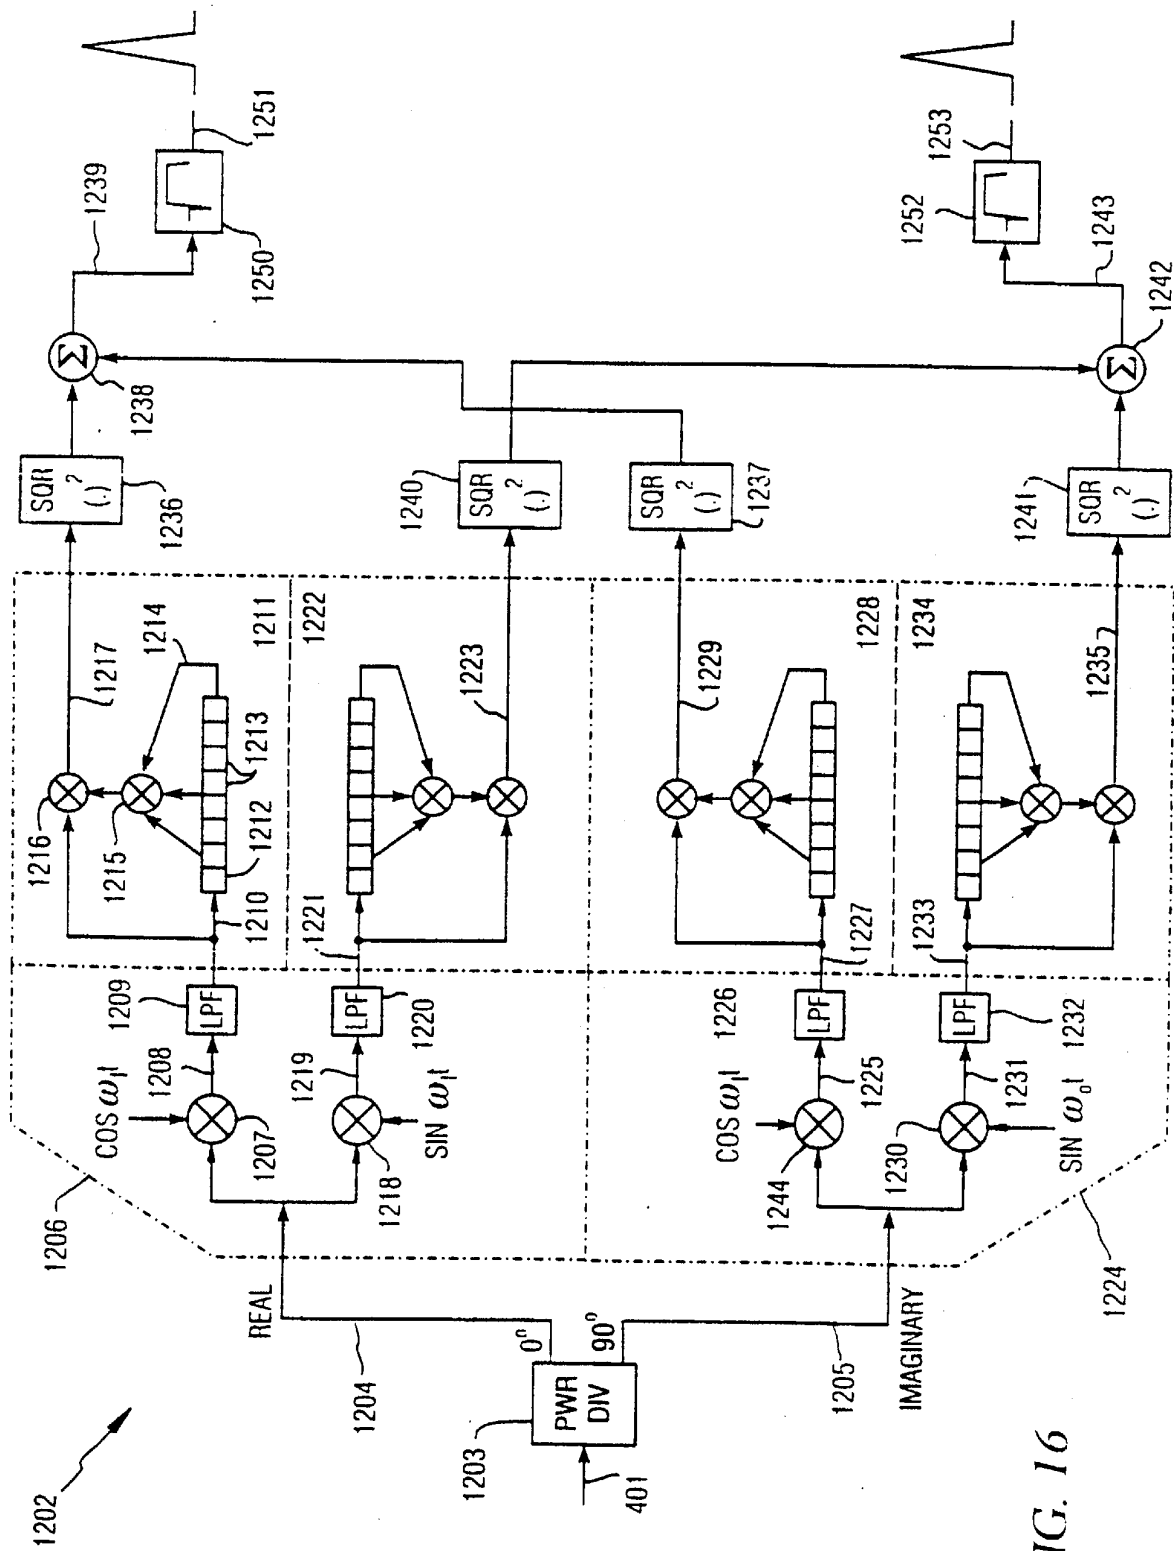 1202
401
1203
PWR
DIV
0°
90°
1204
REAL
1205
IMAGINARY
1206
COS ω₁t
1207
1208
LPF
1209
1210
1211
1212
1213
1214
1215
1216
1217
1218
SIN ω₁t
1219
LPF
1220
1221
1222
1223
1224
COS ω₁t
1244
1225
LPF
1226
1227
1228
1229
1230
SIN ω₀t
1231
LPF
1232
1233
1234
1235
SQR
(.)²
1236
SQR
(.)²
1240
SQR
(.)²
1237
SQR
(.)²
1241
Σ
1238
1239
1250
1251
Σ
1242
1243
1252
1253
IG. 16